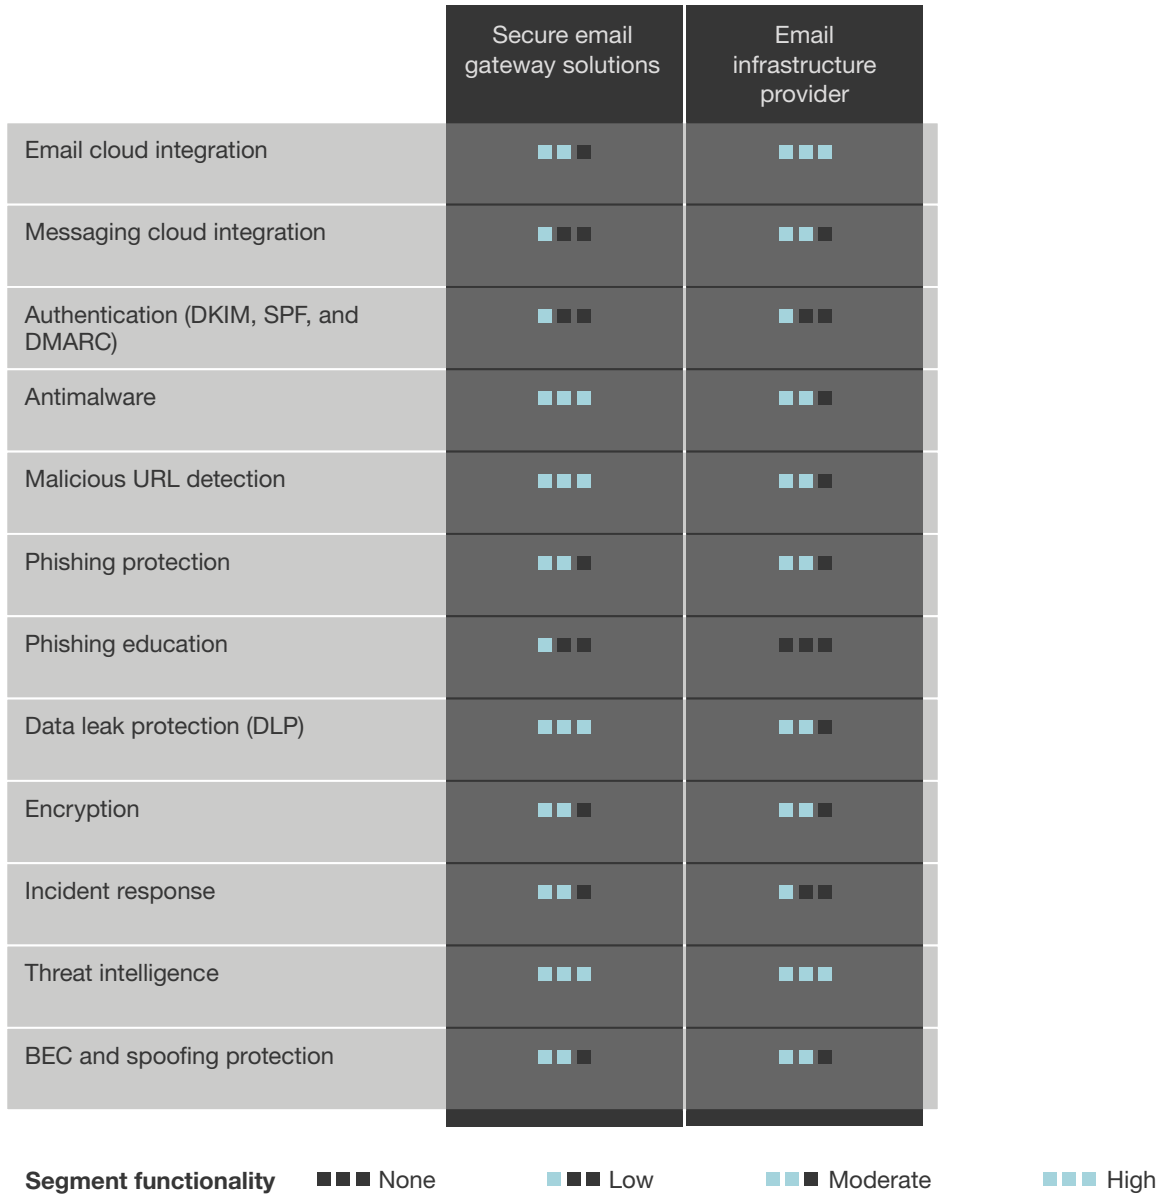 Secure email
gateway solutions
Email
infrastructure
provider
Email cloud integration
Messaging cloud integration
Authentication (DKIM, SPF, and
DMARC)
Antimalware
Malicious URL detection
Phishing protection
Phishing education
Data leak protection (DLP)
Encryption
Incident response
Threat intelligence
BEC and spoofing protection
Segment functionality None Low Moderate High